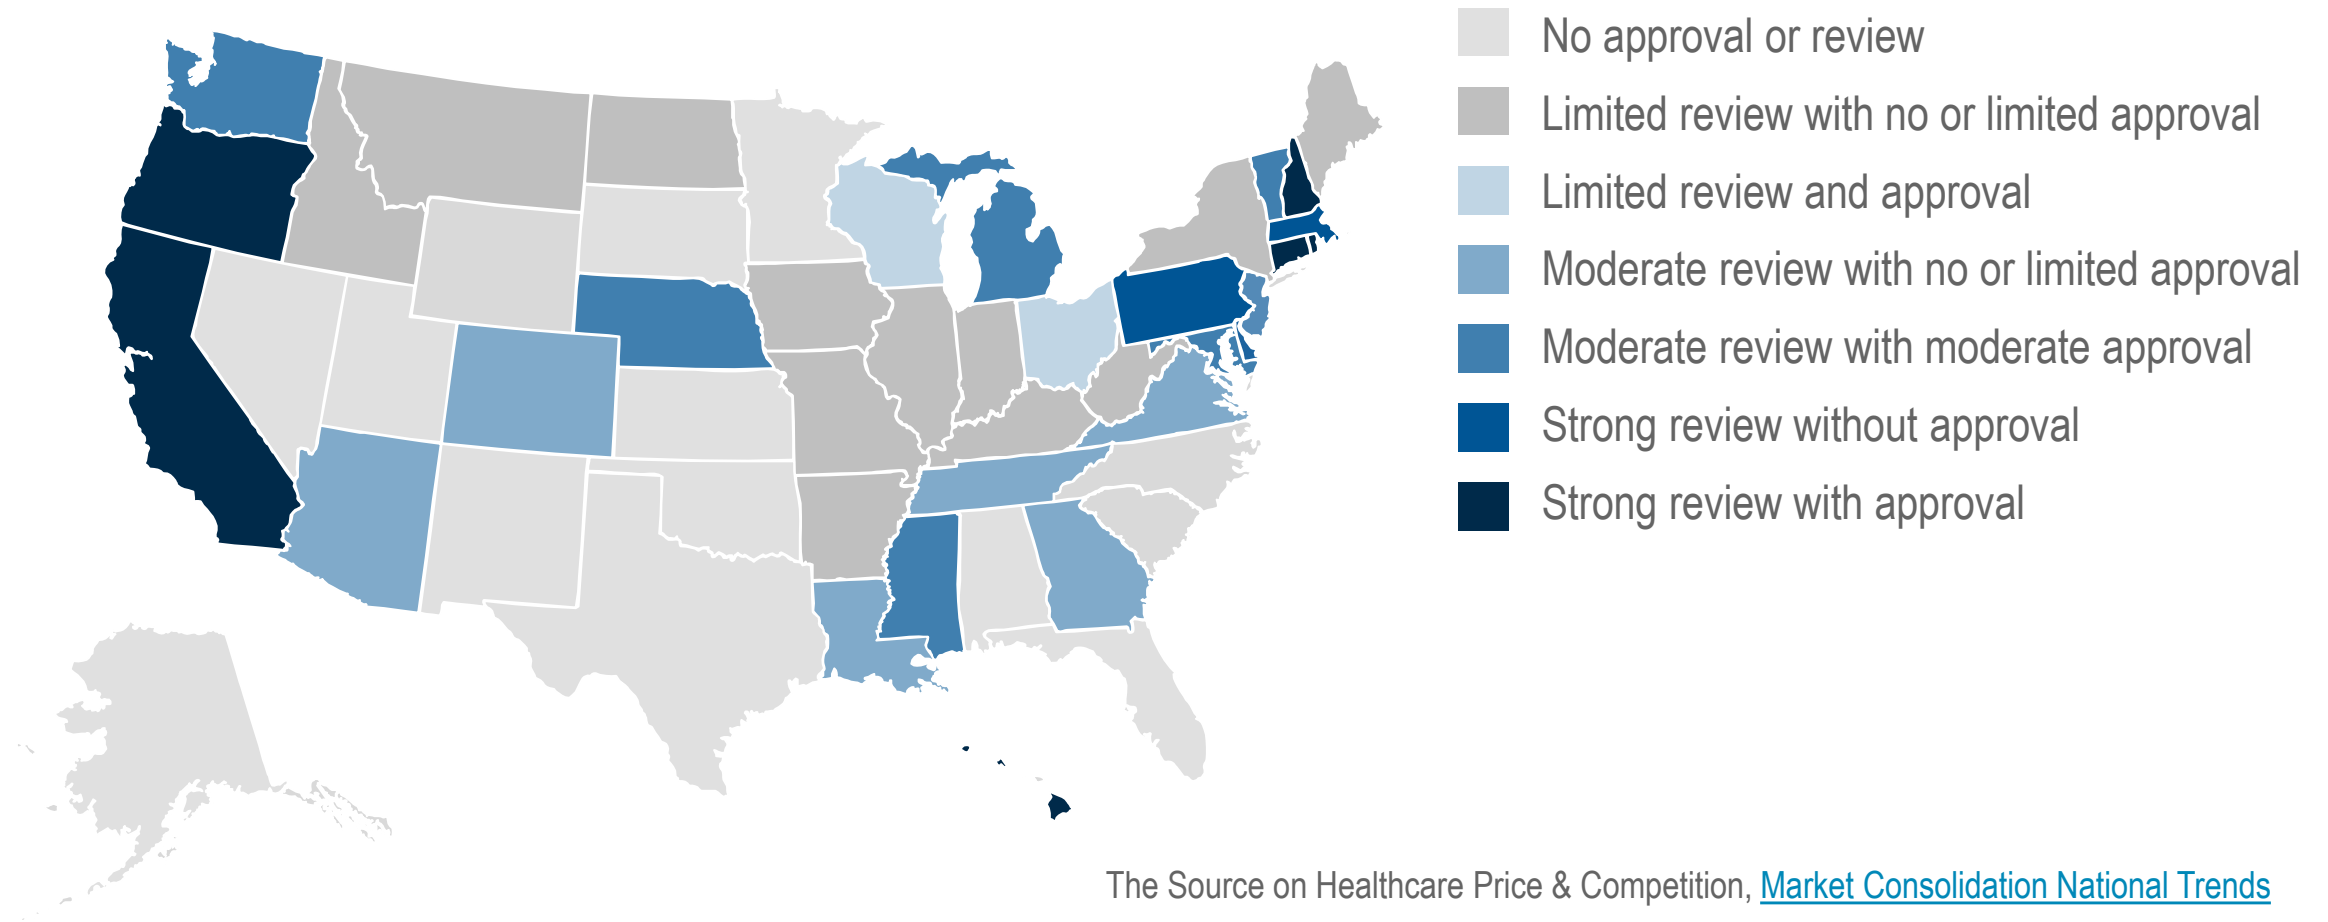 No approval or review
Limited review with no or limited approval
Limited review and approval
Moderate review with no or limited approval
Moderate review with moderate approval
Strong review without approval
Strong review with approval
The Source on Healthcare Price & Competition, Market Consolidation National Trends